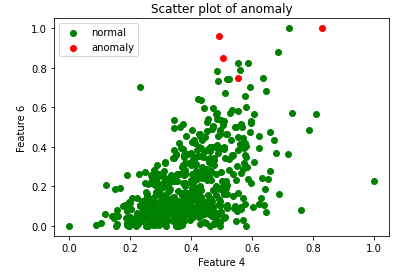 Scatter plot of anomaly
normal
anomaly
1.0
0.8
0.6
0.4
0.2
0.0
Feature 6
0.0 0.2 0.4 0.6 0.8 1.0
Feature 4